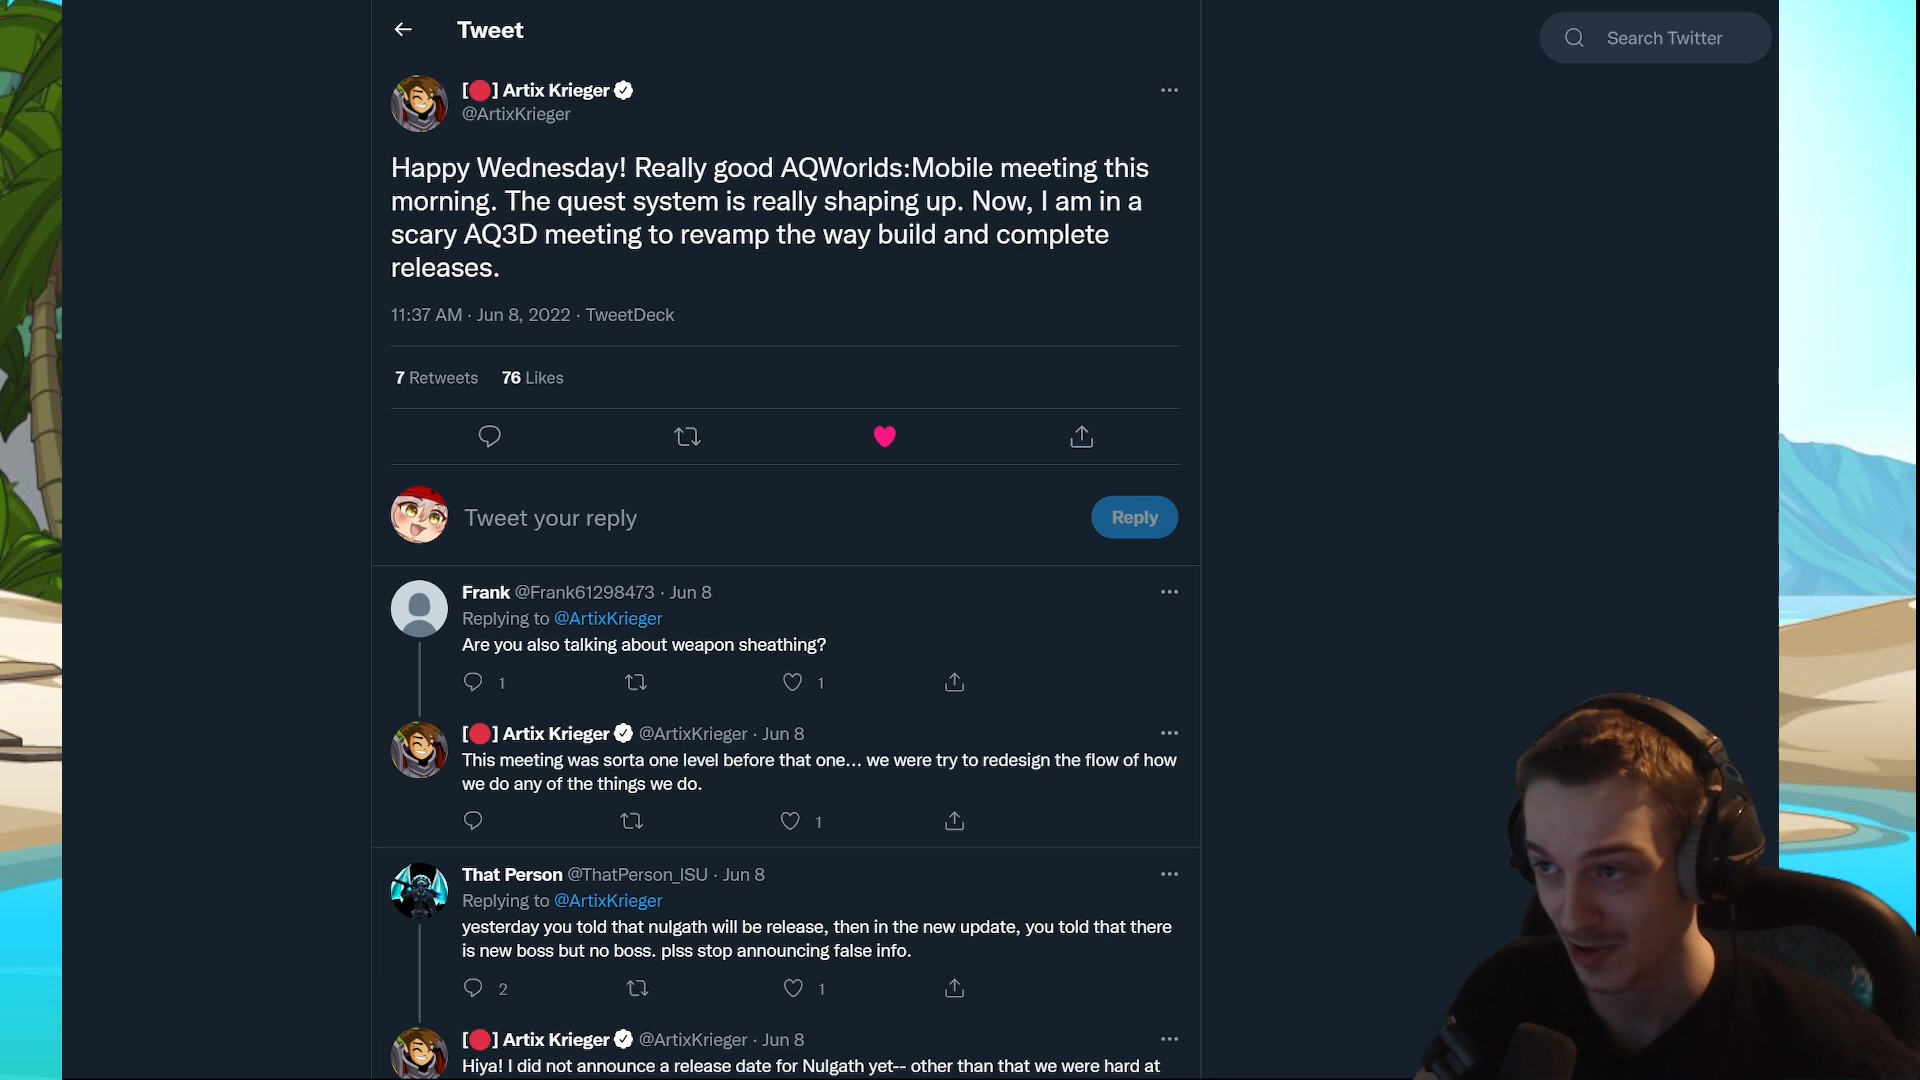 Tweet
Search Twitter
[🔴] Artix Krieger
@ArtixKrieger
Happy Wednesday! Really good AQWorlds:Mobile meeting this
morning. The quest system is really shaping up. Now, I am in a
scary AQ3D meeting to revamp the way build and complete
releases.
11:37 AM · Jun 8, 2022 · TweetDeck
7 Retweets 76 Likes
Tweet your reply
Reply
Frank @Frank61298473 · Jun 8
Replying to @ArtixKrieger
Are you also talking about weapon sheathing?
1 1
[🔴] Artix Krieger @ArtixKrieger · Jun 8
This meeting was sorta one level before that one... we were try to redesign the flow of how
we do any of the things we do.
1
That Person @ThatPerson_ISU · Jun 8
Replying to @ArtixKrieger
yesterday you told that nulgath will be release, then in the new update, you told that there
is new boss but no boss. plss stop announcing false info.
2 1
[🔴] Artix Krieger @ArtixKrieger · Jun 8
Hiya! I did not announce a release date for Nulgath yet-- other than that we were hard at